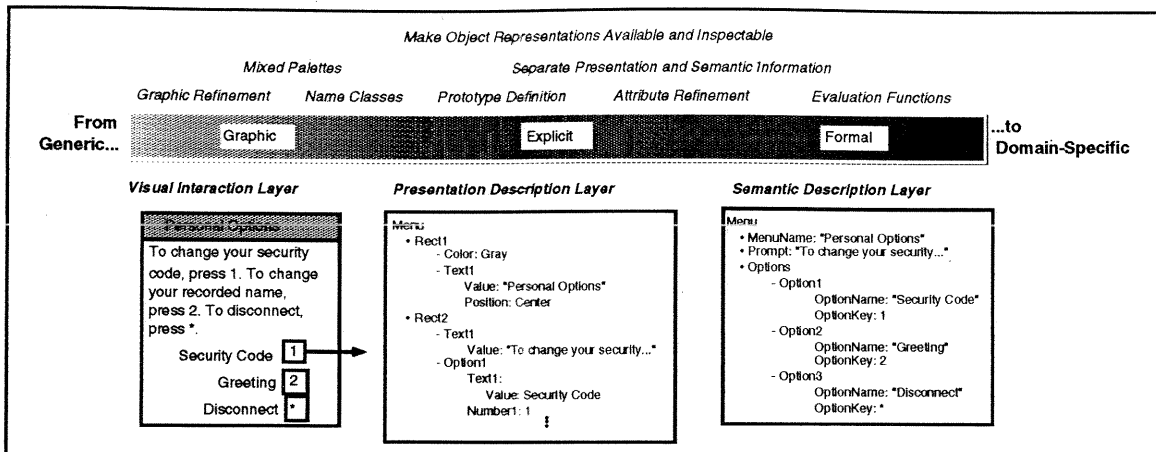 Make Object Representations Available and Inspectable
Mixed Palettes Separate Presentation and Semantic Information
Graphic Refinement Name Classes Prototype Definition Attribute Refinement Evaluation Functions
From Generic... Graphic Explicit Formal ...to Domain-Specific
Visual Interaction Layer
Personal Options
To change your security
code, press 1. To change
your recorded name,
press 2. To disconnect,
press *.
Security Code 1
Greeting 2
Disconnect *
Presentation Description Layer
Menu
• Rect1
- Color: Gray
- Text1
Value: "Personal Options"
Position: Center
• Rect2
- Text1
Value: "To change your security..."
- Option1
Text1:
Value: Security Code
Number1: 1
⋮
Semantic Description Layer
Menu
• MenuName: "Personal Options"
• Prompt: "To change your security..."
• Options
- Option1
OptionName: "Security Code"
OptionKey: 1
- Option2
OptionName: "Greeting"
OptionKey: 2
- Option3
OptionName: "Disconnect"
OptionKey: *